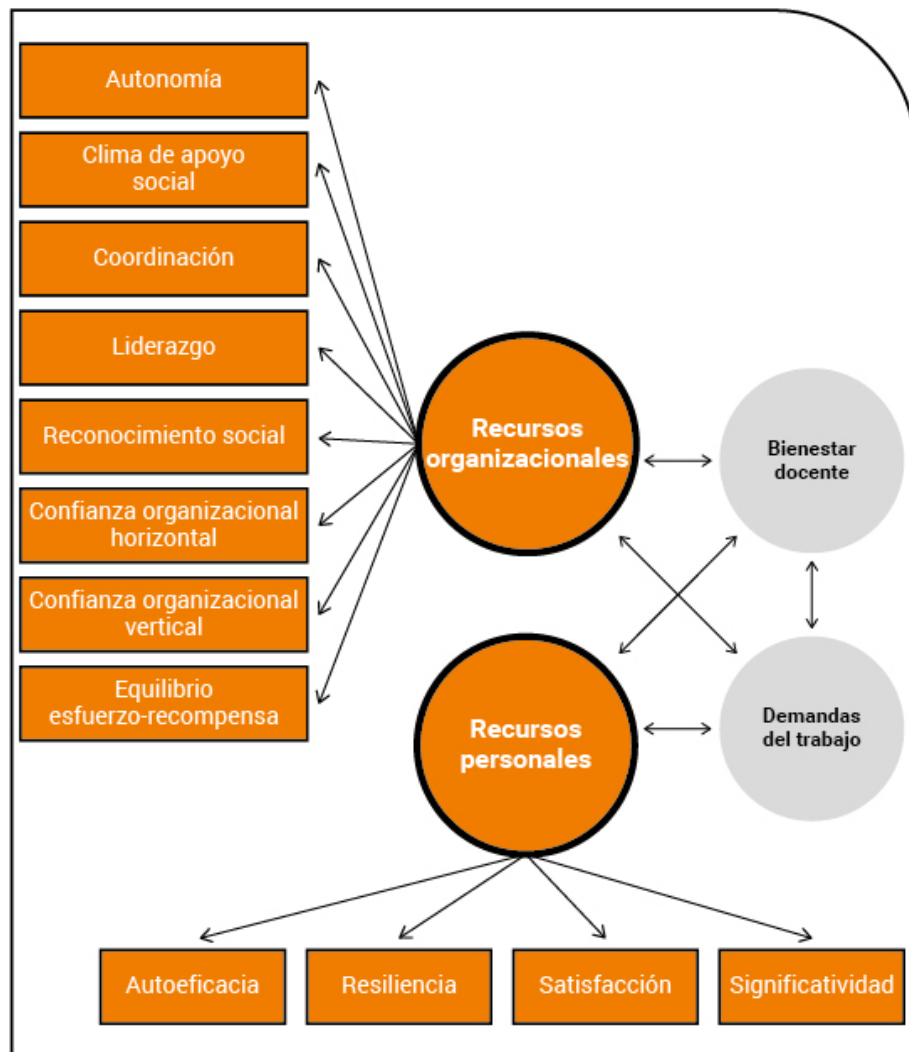 Autonomía
Clima de apoyo
social
Coordinación
Liderazgo
Reconocimiento social
Confianza organizacional
horizontal
Confianza organizacional
vertical
Equilibrio
esfuerzo-recompensa
Recursos
organizacionales
Bienestar
docente
Recursos
personales
Demandas
del trabajo
Autoeficacia
Resiliencia
Satisfacción
Significatividad